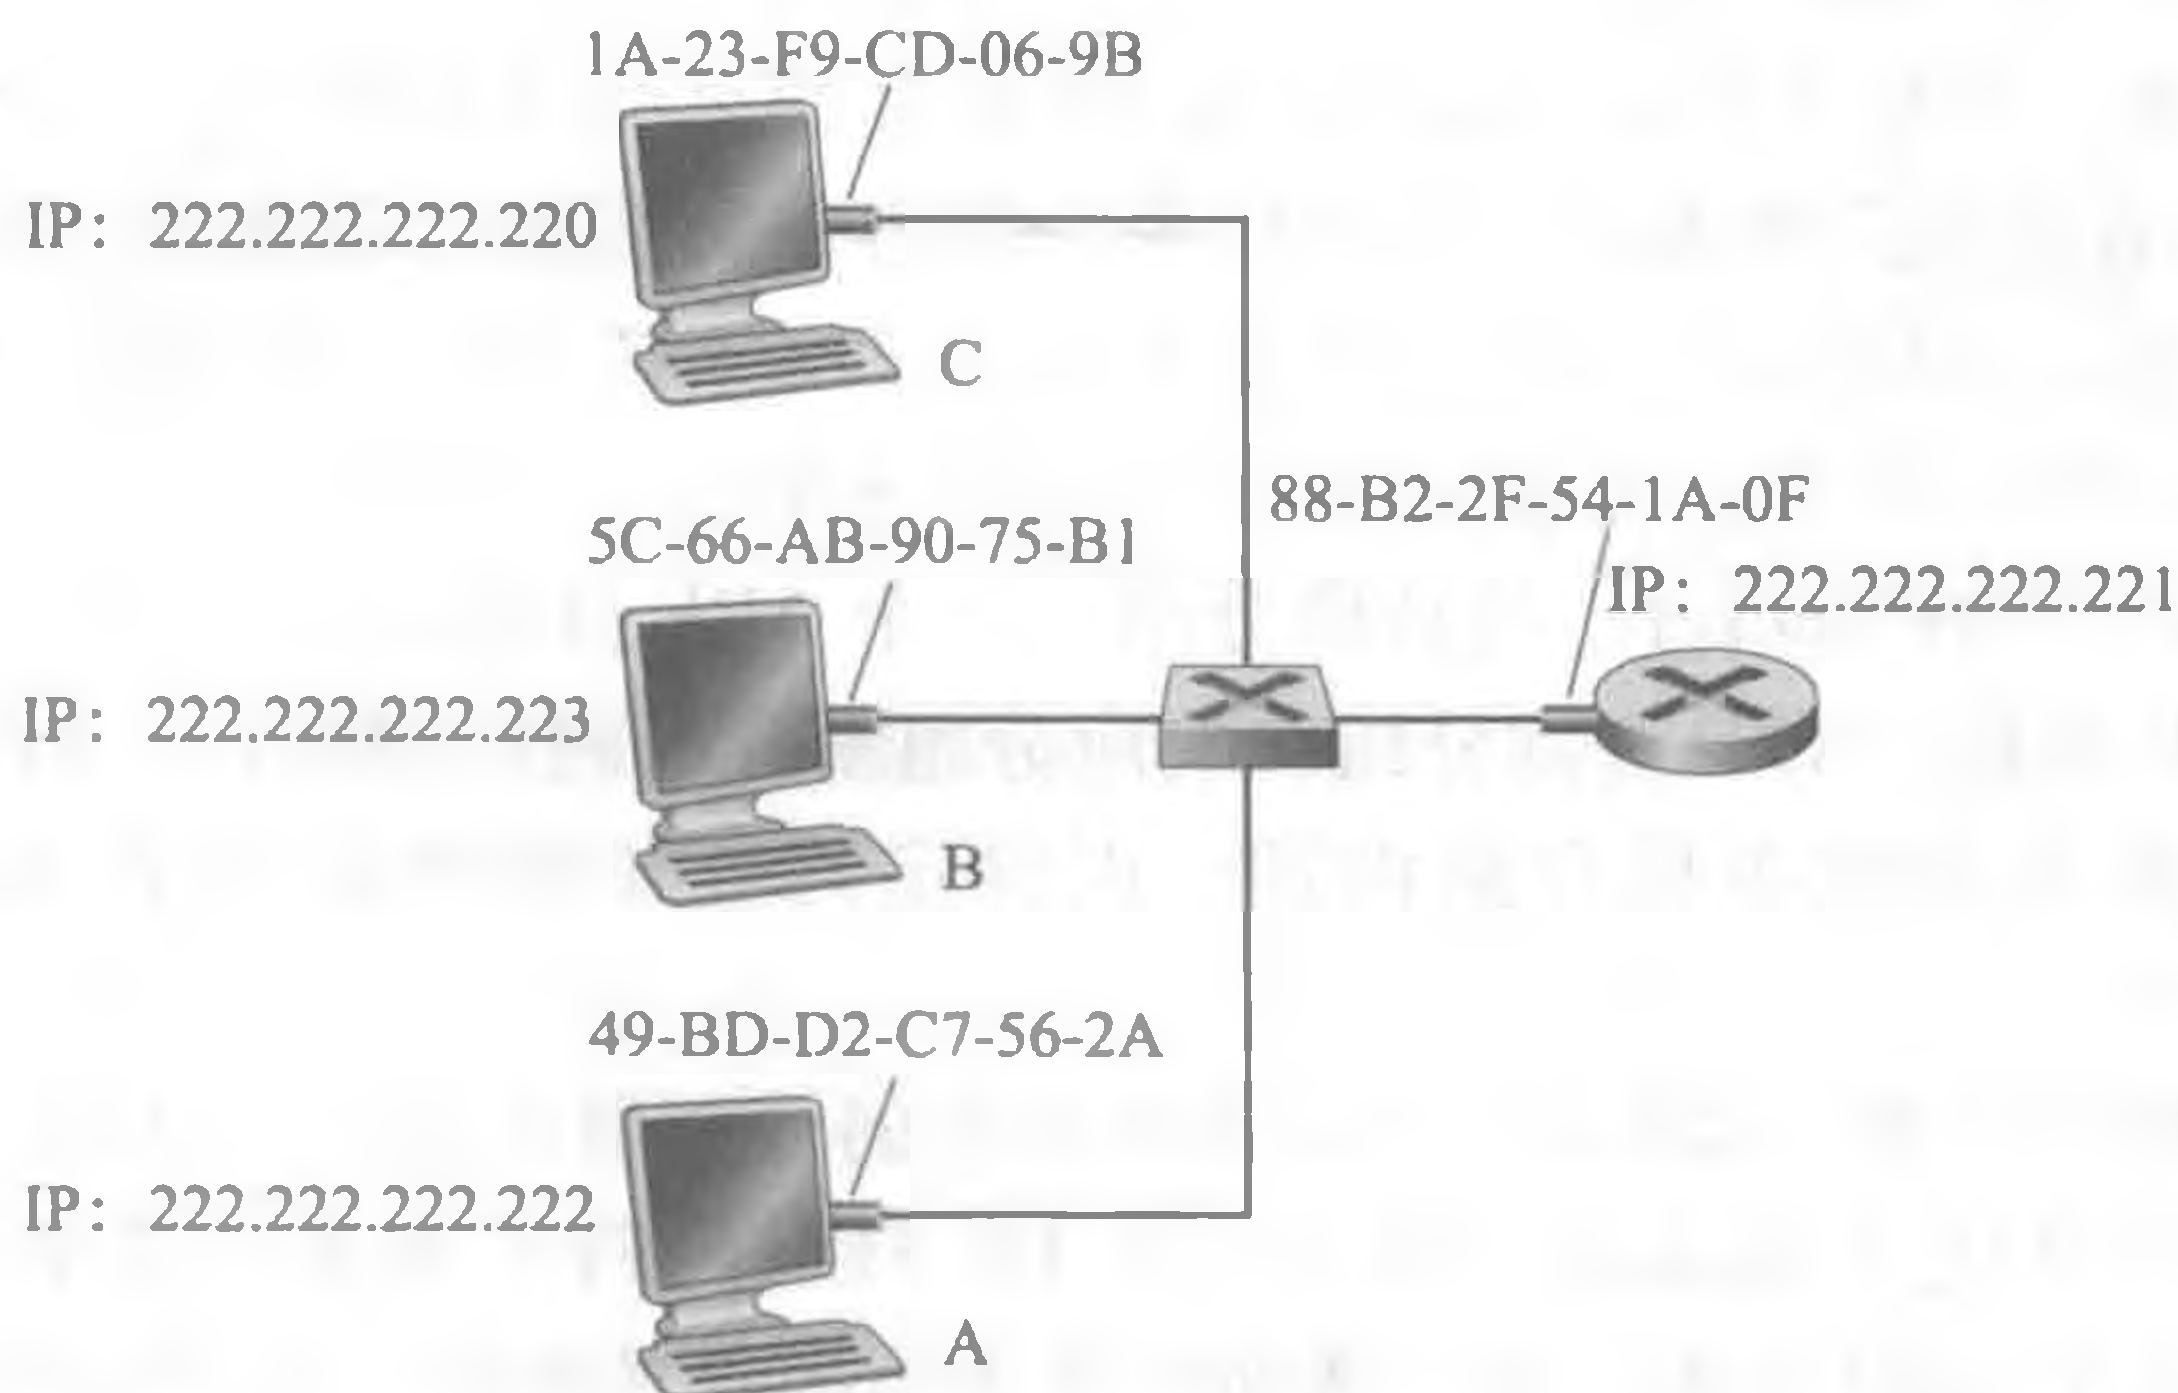 1A-23-F9-CD-06-9B
IP: 222.222.222.220
C
88-B2-2F-54-1A-0F
5C-66-AB-90-75-B1
IP: 222.222.222.221
IP: 222.222.222.223
B
49-BD-D2-C7-56-2A
IP: 222.222.222.222
A